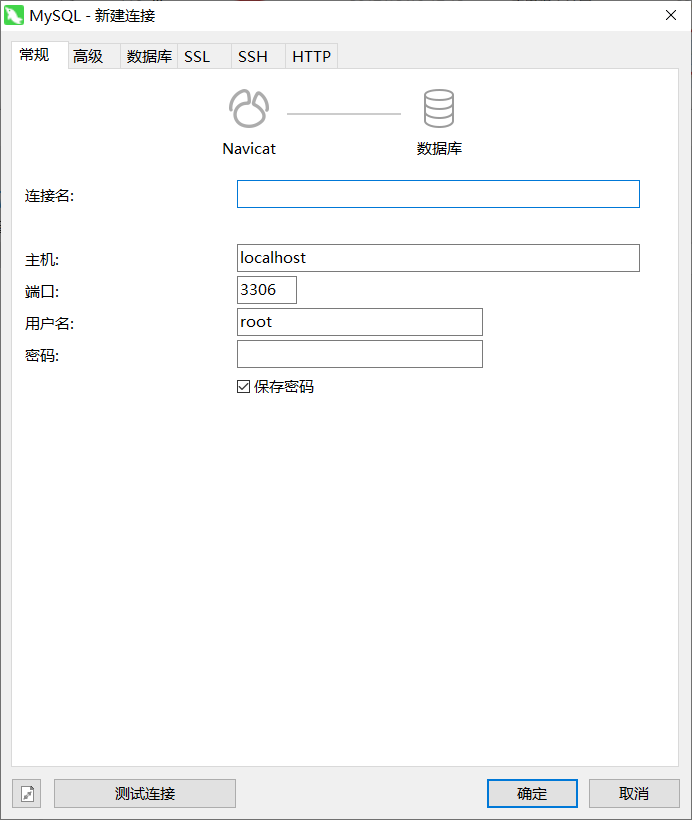 MySQL - 新建连接
常规 高级 数据库 SSL SSH HTTP
Navicat 数据库
连接名:
主机: localhost
端口: 3306
用户名: root
密码:
保存密码
测试连接 确定 取消